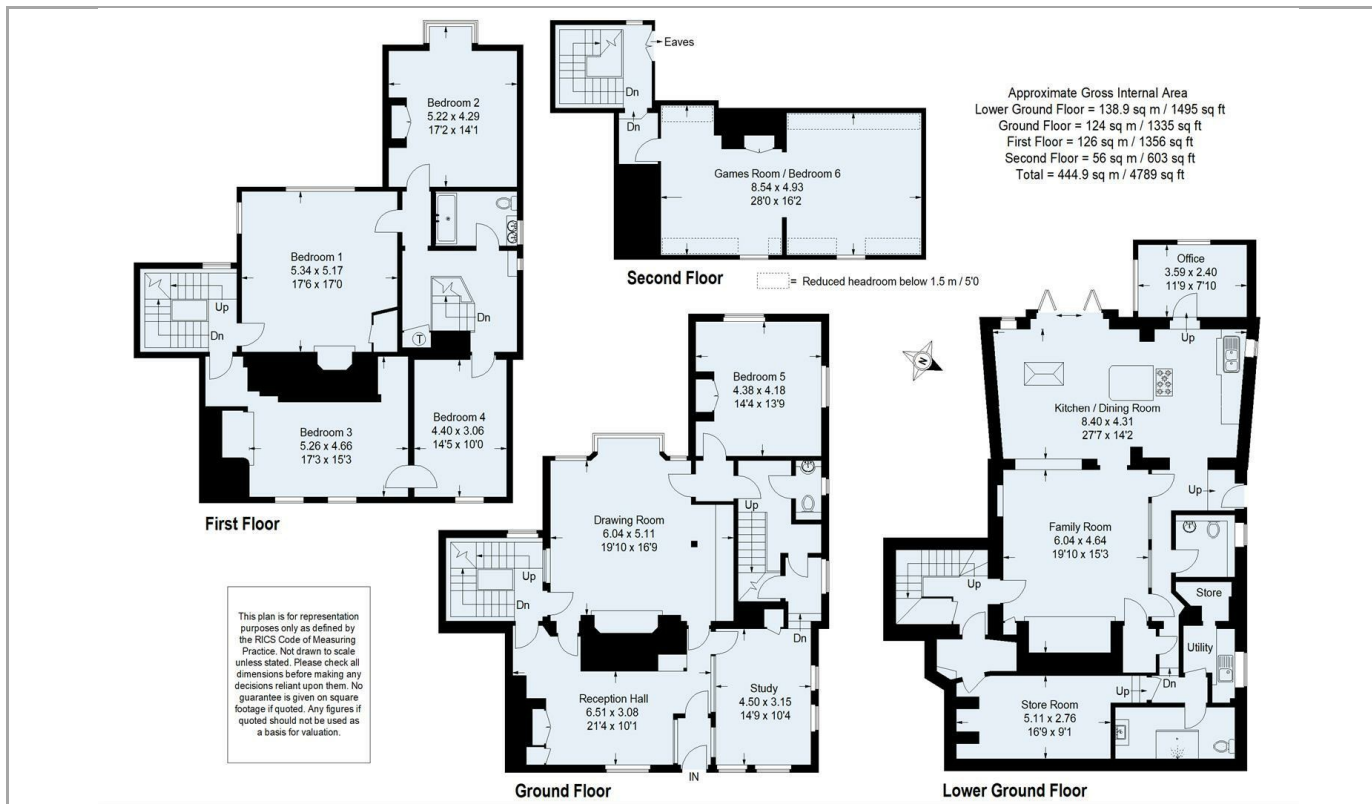 Bedroom 2
5.22 x 4.29
17'2 x 14'1
Bedroom 1
5.34 x 5.17
17'6 x 17'0
Up
Dn
Dn
T
Bedroom 3
5.26 x 4.66
17'3 x 15'3
Bedroom 4
4.40 x 3.06
14'5 x 10'0
First Floor
Eaves
Dn
Dn
Games Room / Bedroom 6
8.54 x 4.93
28'0 x 16'2
Second Floor
= Reduced headroom below 1.5 m / 5'0
Approximate Gross Internal Area
Lower Ground Floor = 138.9 sq m / 1495 sq ft
Ground Floor = 124 sq m / 1335 sq ft
First Floor = 126 sq m / 1356 sq ft
Second Floor = 56 sq m / 603 sq ft
Total = 444.9 sq m / 4789 sq ft
N
Bedroom 5
4.38 x 4.18
14'4 x 13'9
Drawing Room
6.04 x 5.11
19'10 x 16'9
Up
Up
Dn
Dn
Reception Hall
6.51 x 3.08
21'4 x 10'1
Study
4.50 x 3.15
14'9 x 10'4
IN
Ground Floor
Office
3.59 x 2.40
11'9 x 7'10
Up
Kitchen / Dining Room
8.40 x 4.31
27'7 x 14'2
Up
Family Room
6.04 x 4.64
19'10 x 15'3
Up
Store
Utility
Dn
Up
Store Room
5.11 x 2.76
16'9 x 9'1
Lower Ground Floor
This plan is for representation
purposes only as defined by
the RICS Code of Measuring
Practice. Not drawn to scale
unless stated. Please check all
dimensions before making any
decisions reliant upon them. No
guarantee is given on square
footage if quoted. Any figures if
quoted should not be used as
a basis for valuation.